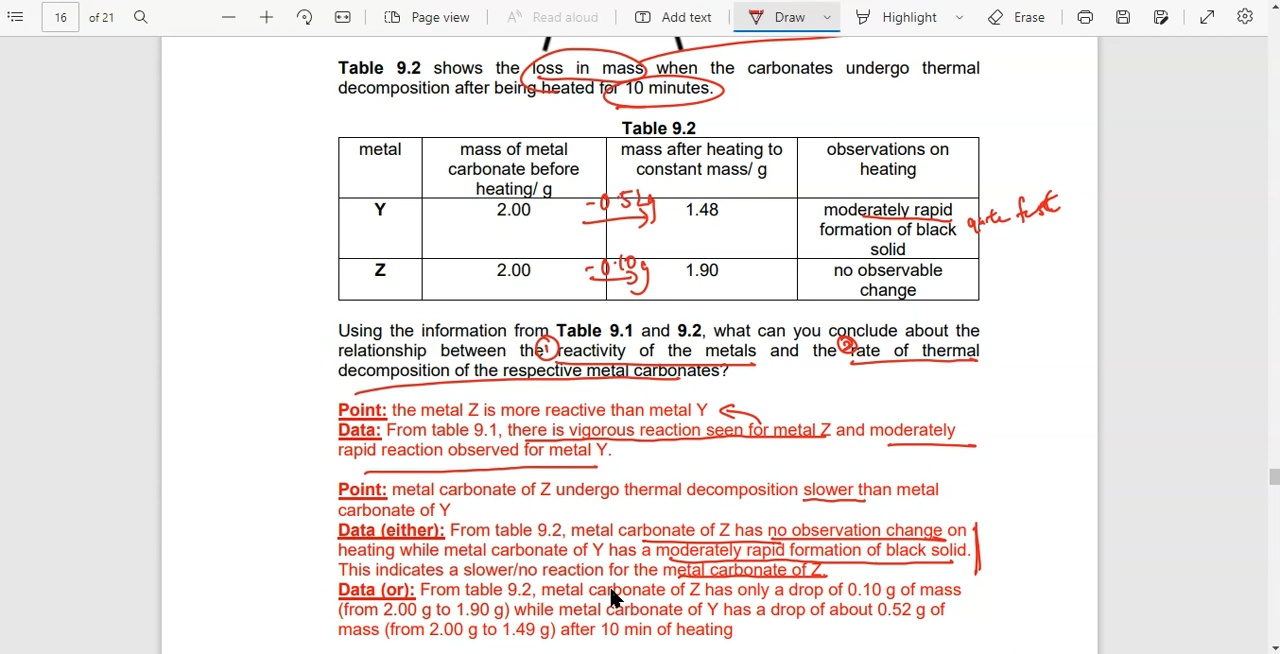 16 of 21 Page view Read aloud Add text Draw Highlight Erase
Table 9.2 shows the loss in mass when the carbonates undergo thermal
decomposition after being heated for 10 minutes.
Table 9.2
metal mass of metal carbonate before heating/ g mass after heating to constant mass/ g observations on heating
Y 2.00 -0.52g 1.48 moderately rapid formation of black solid quite fast
Z 2.00 -0.10g 1.90 no observable change
Using the information from Table 9.1 and 9.2, what can you conclude about the
relationship between the ① reactivity of the metals and the ② rate of thermal
decomposition of the respective metal carbonates?
Point: the metal Z is more reactive than metal Y
Data: From table 9.1, there is vigorous reaction seen for metal Z and moderately
rapid reaction observed for metal Y.
Point: metal carbonate of Z undergo thermal decomposition slower than metal
carbonate of Y
Data (either): From table 9.2, metal carbonate of Z has no observation change on
heating while metal carbonate of Y has a moderately rapid formation of black solid.
This indicates a slower/no reaction for the metal carbonate of Z.
Data (or): From table 9.2, metal carbonate of Z has only a drop of 0.10 g of mass
(from 2.00 g to 1.90 g) while metal carbonate of Y has a drop of about 0.52 g of
mass (from 2.00 g to 1.49 g) after 10 min of heating